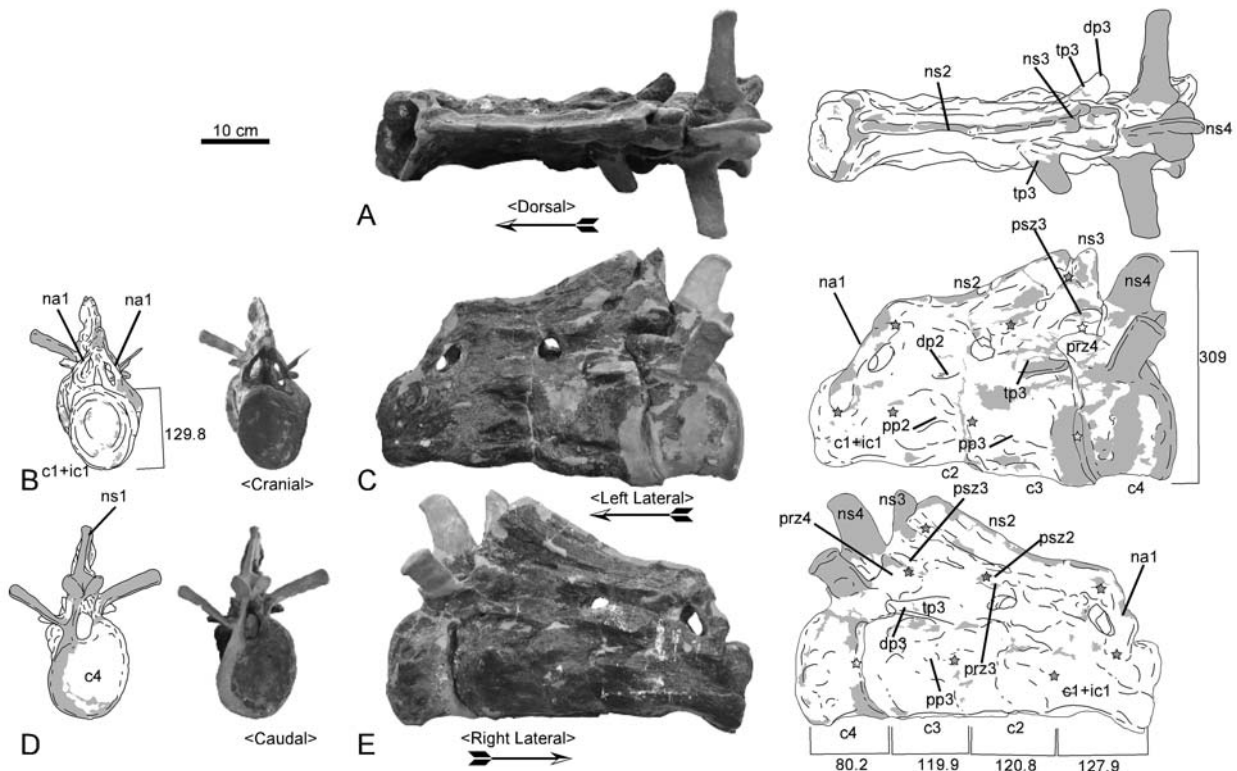 10 cm
A
<Dorsal>
ns2
ns3
tp3
dp3
ns4
tp3
na1
na1
129.8
c1+ic1
B
<Cranial>
C
<Left Lateral>
na1
ns2
psz3
ns3
ns4
dp2
prz4
309
tp3
pp2
c1+ic1
pp3
c2
c3
c4
ns1
c4
D
<Caudal>
E
<Right Lateral>
ns4
ns3
psz3
ns2
prz4
psz2
na1
tp3
dp3
prz3
pp3
c1+ic1
c4
c3
c2
80.2
119.9
120.8
127.9